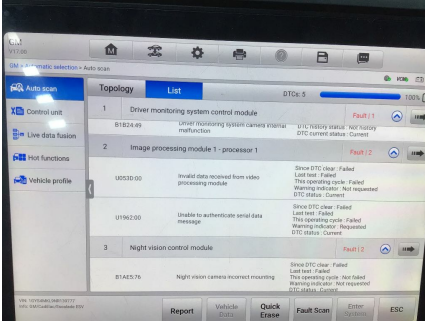 GM
V17.00
GM > Automatic selection > Auto scan
VCMI
Auto scan
Control unit
Live data fusion
Hot functions
Vehicle profile
Topology
List
DTCs: 5
100%
1 Driver monitoring system control module Fault | 1
B1B24:49 Driver monitoring system camera internal malfunction
DTC history status : Not history
DTC current status : Current
2 Image processing module 1 - processor 1 Fault | 2
U053D:00 Invalid data received from video processing module
Since DTC clear : Failed
Last test : Failed
This operating cycle : Failed
Warning indicator : Not requested
DTC status : Current
U1962:00 Unable to authenticate serial data message
Since DTC clear : Failed
Last test : Failed
This operating cycle : Failed
Warning indicator : Requested
DTC status : Current
3 Night vision control module Fault | 2
B1AE5:76 Night vision camera incorrect mounting
Since DTC clear : Failed
Last test : Failed
This operating cycle : Not failed
Warning indicator : Not requested
DTC status : Current
Report
Vehicle Data
Quick Erase
Fault Scan
Enter System
ESC